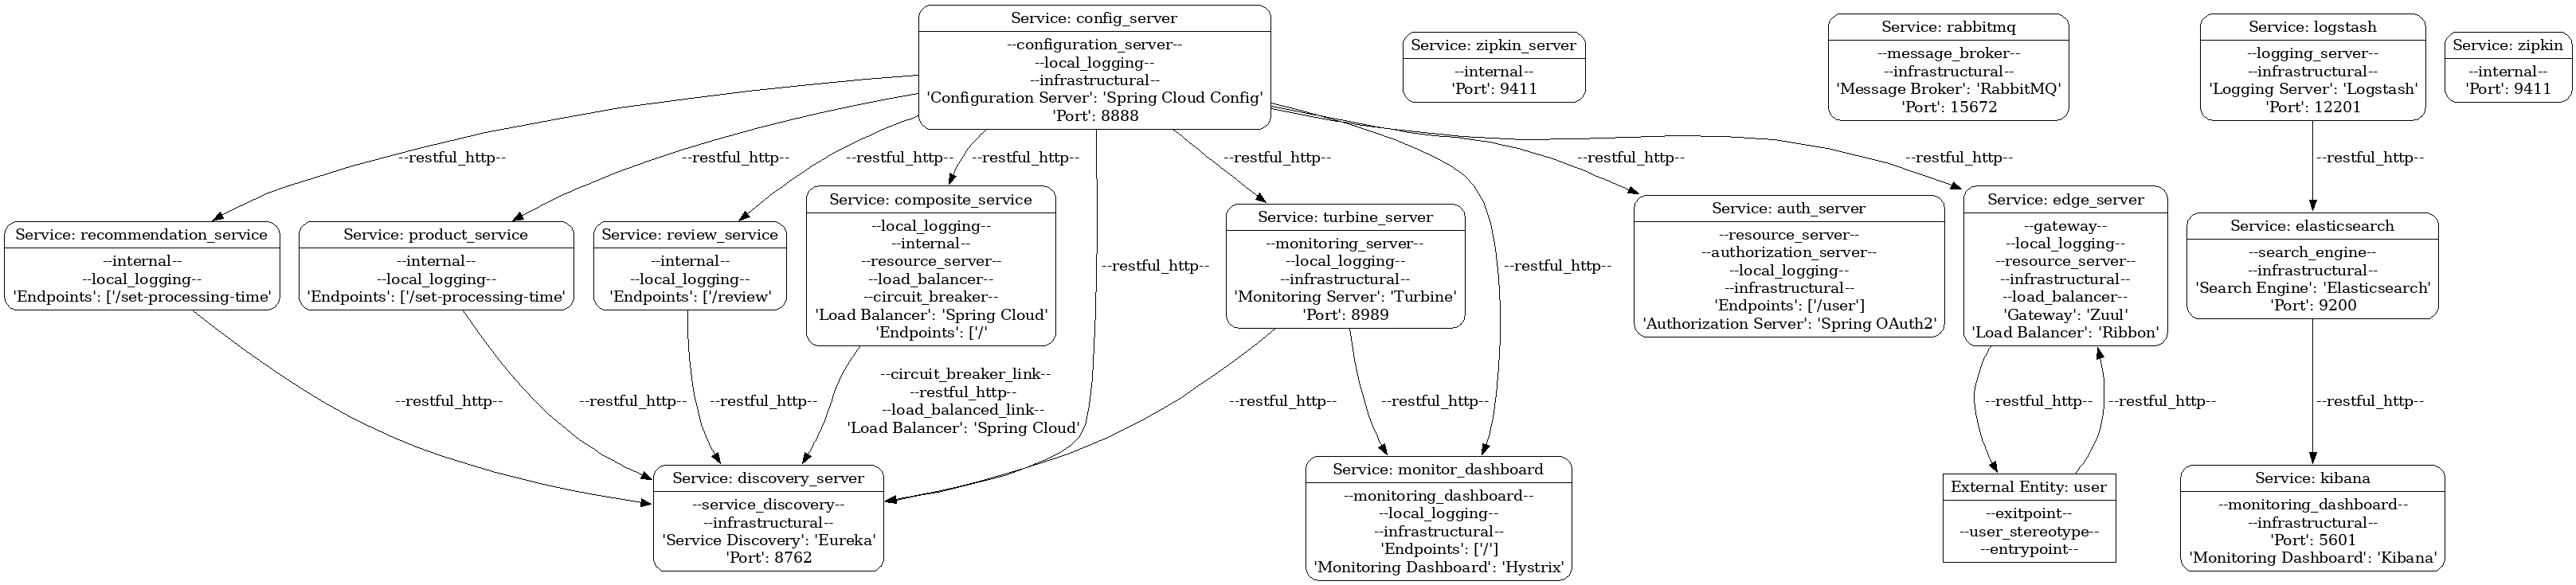 Service: config_server
--configuration_server--
--local_logging--
--infrastructural--
'Configuration Server': 'Spring Cloud Config'
'Port': 8888
Service: zipkin_server
--internal--
'Port': 9411
Service: rabbitmq
--message_broker--
--infrastructural--
'Message Broker': 'RabbitMQ'
'Port': 15672
Service: logstash
--logging_server--
--infrastructural--
'Logging Server': 'Logstash'
'Port': 12201
Service: zipkin
--internal--
'Port': 9411
--restful_http--
--restful_http--
--restful_http--
--restful_http--
--restful_http--
--restful_http--
--restful_http--
--restful_http--
Service: recommendation_service
--internal--
--local_logging--
'Endpoints': ['/set-processing-time'
Service: product_service
--internal--
--local_logging--
'Endpoints': ['/set-processing-time'
Service: review_service
--internal--
--local_logging--
'Endpoints': ['/review'
Service: composite_service
--local_logging--
--internal--
--resource_server--
--load_balancer--
--circuit_breaker--
'Load Balancer': 'Spring Cloud'
'Endpoints': ['/'
--restful_http--
Service: turbine_server
--monitoring_server--
--local_logging--
--infrastructural--
'Monitoring Server': 'Turbine'
'Port': 8989
--restful_http--
Service: auth_server
--resource_server--
--authorization_server--
--local_logging--
--infrastructural--
'Endpoints': ['/user']
'Authorization Server': 'Spring OAuth2'
Service: edge_server
--gateway--
--local_logging--
--resource_server--
--infrastructural--
--load_balancer--
'Gateway': 'Zuul'
'Load Balancer': 'Ribbon'
Service: elasticsearch
--search_engine--
--infrastructural--
'Search Engine': 'Elasticsearch'
'Port': 9200
--restful_http--
--restful_http--
--restful_http--
--circuit_breaker_link--
--restful_http--
--load_balanced_link--
'Load Balancer': 'Spring Cloud'
--restful_http--
--restful_http--
--restful_http--
--restful_http--
--restful_http--
Service: discovery_server
--service_discovery--
--infrastructural--
'Service Discovery': 'Eureka'
'Port': 8762
Service: monitor_dashboard
--monitoring_dashboard--
--local_logging--
--infrastructural--
'Endpoints': ['/']
'Monitoring Dashboard': 'Hystrix'
External Entity: user
--exitpoint--
--user_stereotype--
--entrypoint--
Service: kibana
--monitoring_dashboard--
--infrastructural--
'Port': 5601
'Monitoring Dashboard': 'Kibana'